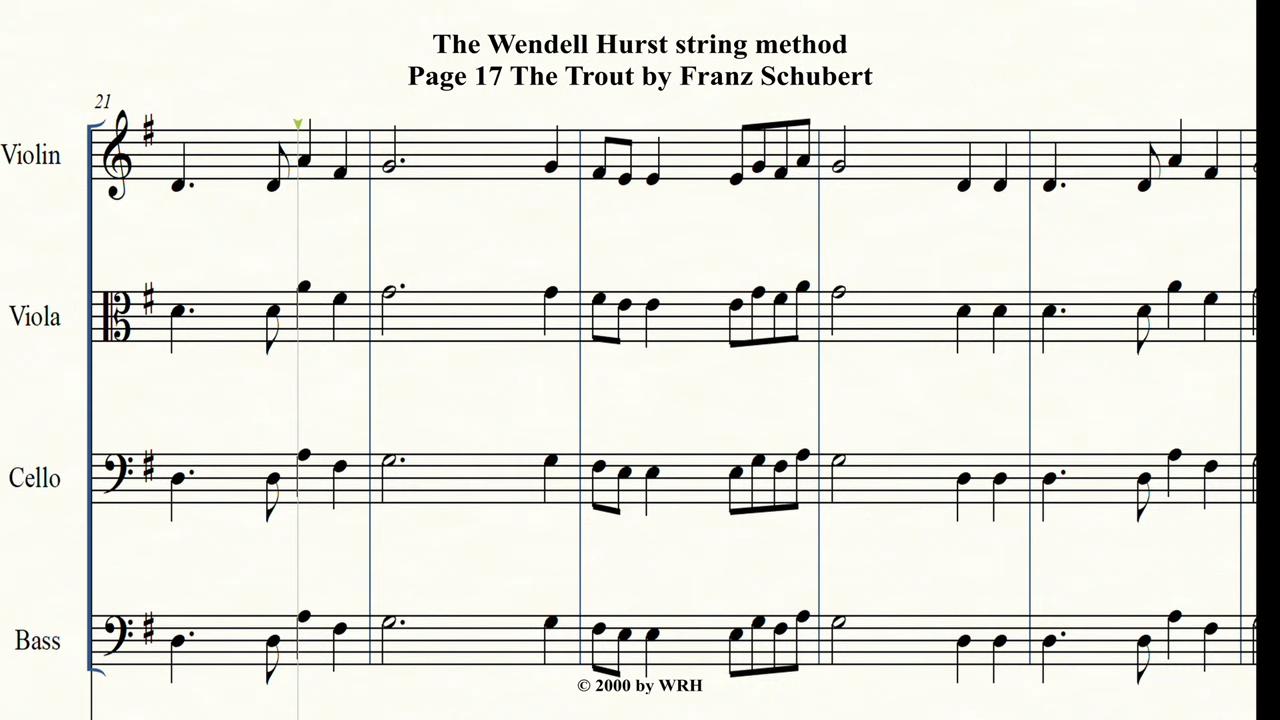 The Wendell Hurst string method
Page 17 The Trout by Franz Schubert
21
Violin
Viola
Cello
Bass
© 2000 by WRH